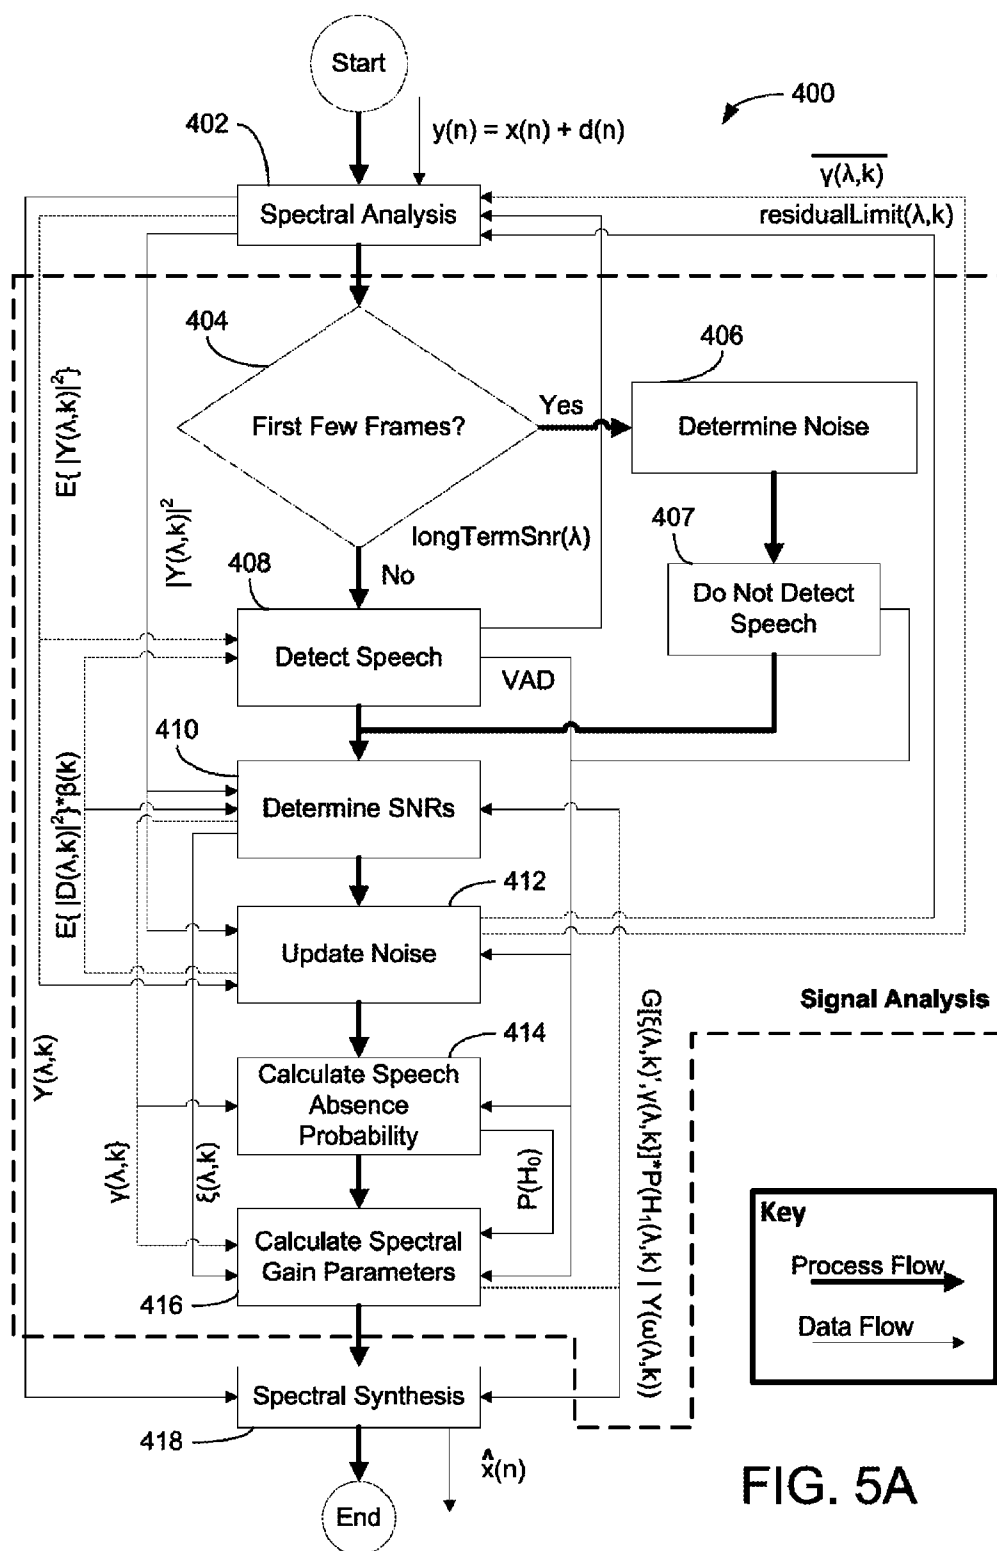 Start
400
402
y(n) = x(n) + d(n)
γ(λ,k)
Spectral Analysis
residualLimit(λ,k)
404
406
First Few Frames?
Yes
Determine Noise
E{ |Y(λ,k)|²}
|Y(λ,k)|²
longTermSnr(λ)
407
No
408
Do Not Detect
Speech
Detect Speech
VAD
410
E{ |D(λ,k)|²}*β(k)
Determine SNRs
412
Update Noise
Signal Analysis
G[ξ(λ,k)',γ(λ,k}]*P(H₁(λ,k) | Y(ω(λ,k))
414
Y(λ,k)
Calculate Speech
Absence
Probability
γ(λ,k}
ξ(λ,k)
P(H₀)
Key
Calculate Spectral
Gain Parameters
Process Flow
416
Data Flow
Spectral Synthesis
418
x̂(n)
FIG. 5A
End